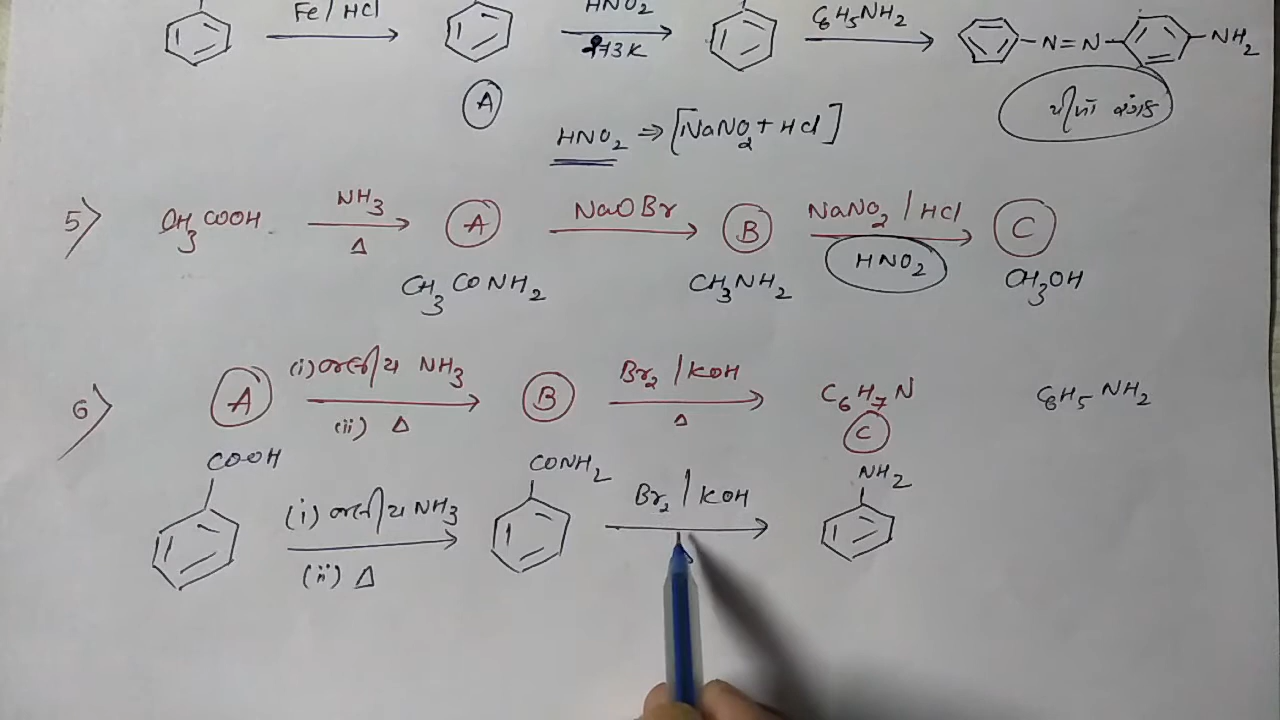 Fe / HCl HNO2 C6H5NH2
273K -N=N- -NH2
A પીળો રંગક
HNO2 ⇒ [NaNO2 + HCl]
5) CH3COOH NH3 A NaOBr B NaNO2 / HCl C
Δ HNO2
CH3CONH2 CH3NH2 CH3OH
6) A (i) જલીય NH3 B Br2 / KOH C6H7N C6H5NH2
(ii) Δ Δ C
COOH CONH2 NH2
(i) જલીય NH3 Br2 / KOH
(ii) Δ